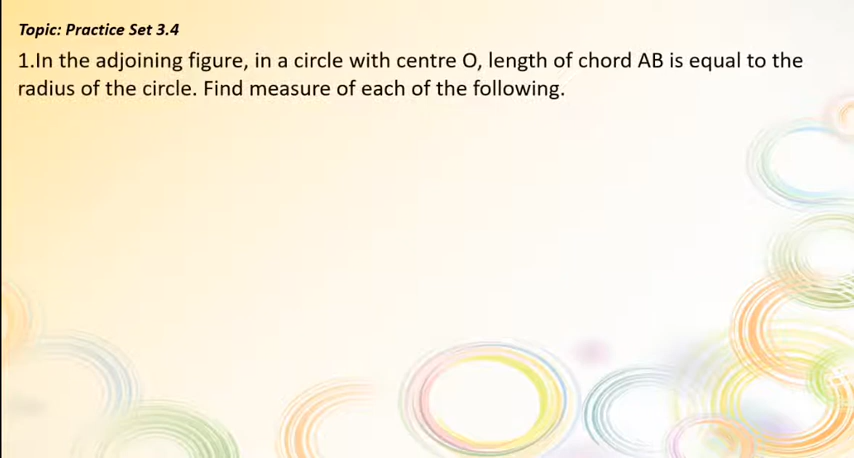 Topic: Practice Set 3.4
1.In the adjoining figure, in a circle with centre O, length of chord AB is equal to the
radius of the circle. Find measure of each of the following.